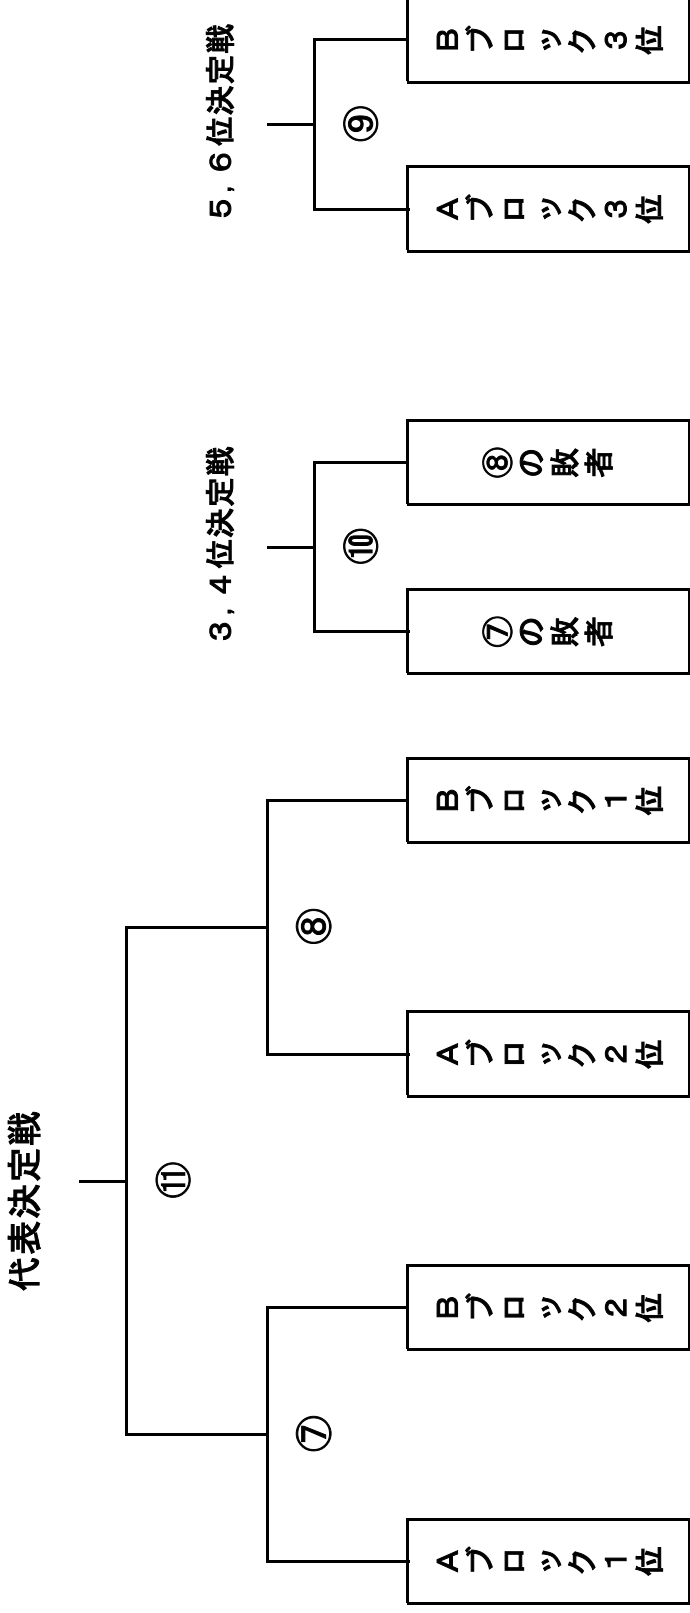 代表決定戦
⑪
⑦
⑧
Aブロック1位
Bブロック2位
Aブロック2位
Bブロック1位
3,4位決定戦
⑩
⑦の敗者
⑧の敗者
5,6位決定戦
⑨
Aブロック3位
Bブロック3位